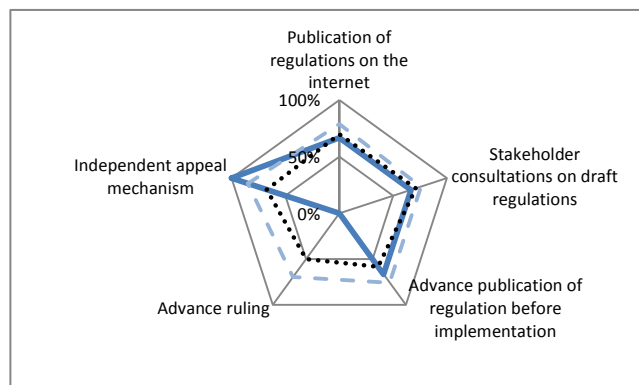 Publication of
regulations on the
internet
100%
50%
0%
Stakeholder
consultations on draft
regulations
Independent appeal
mechanism
Advance ruling
Advance publication of
regulation before
implementation